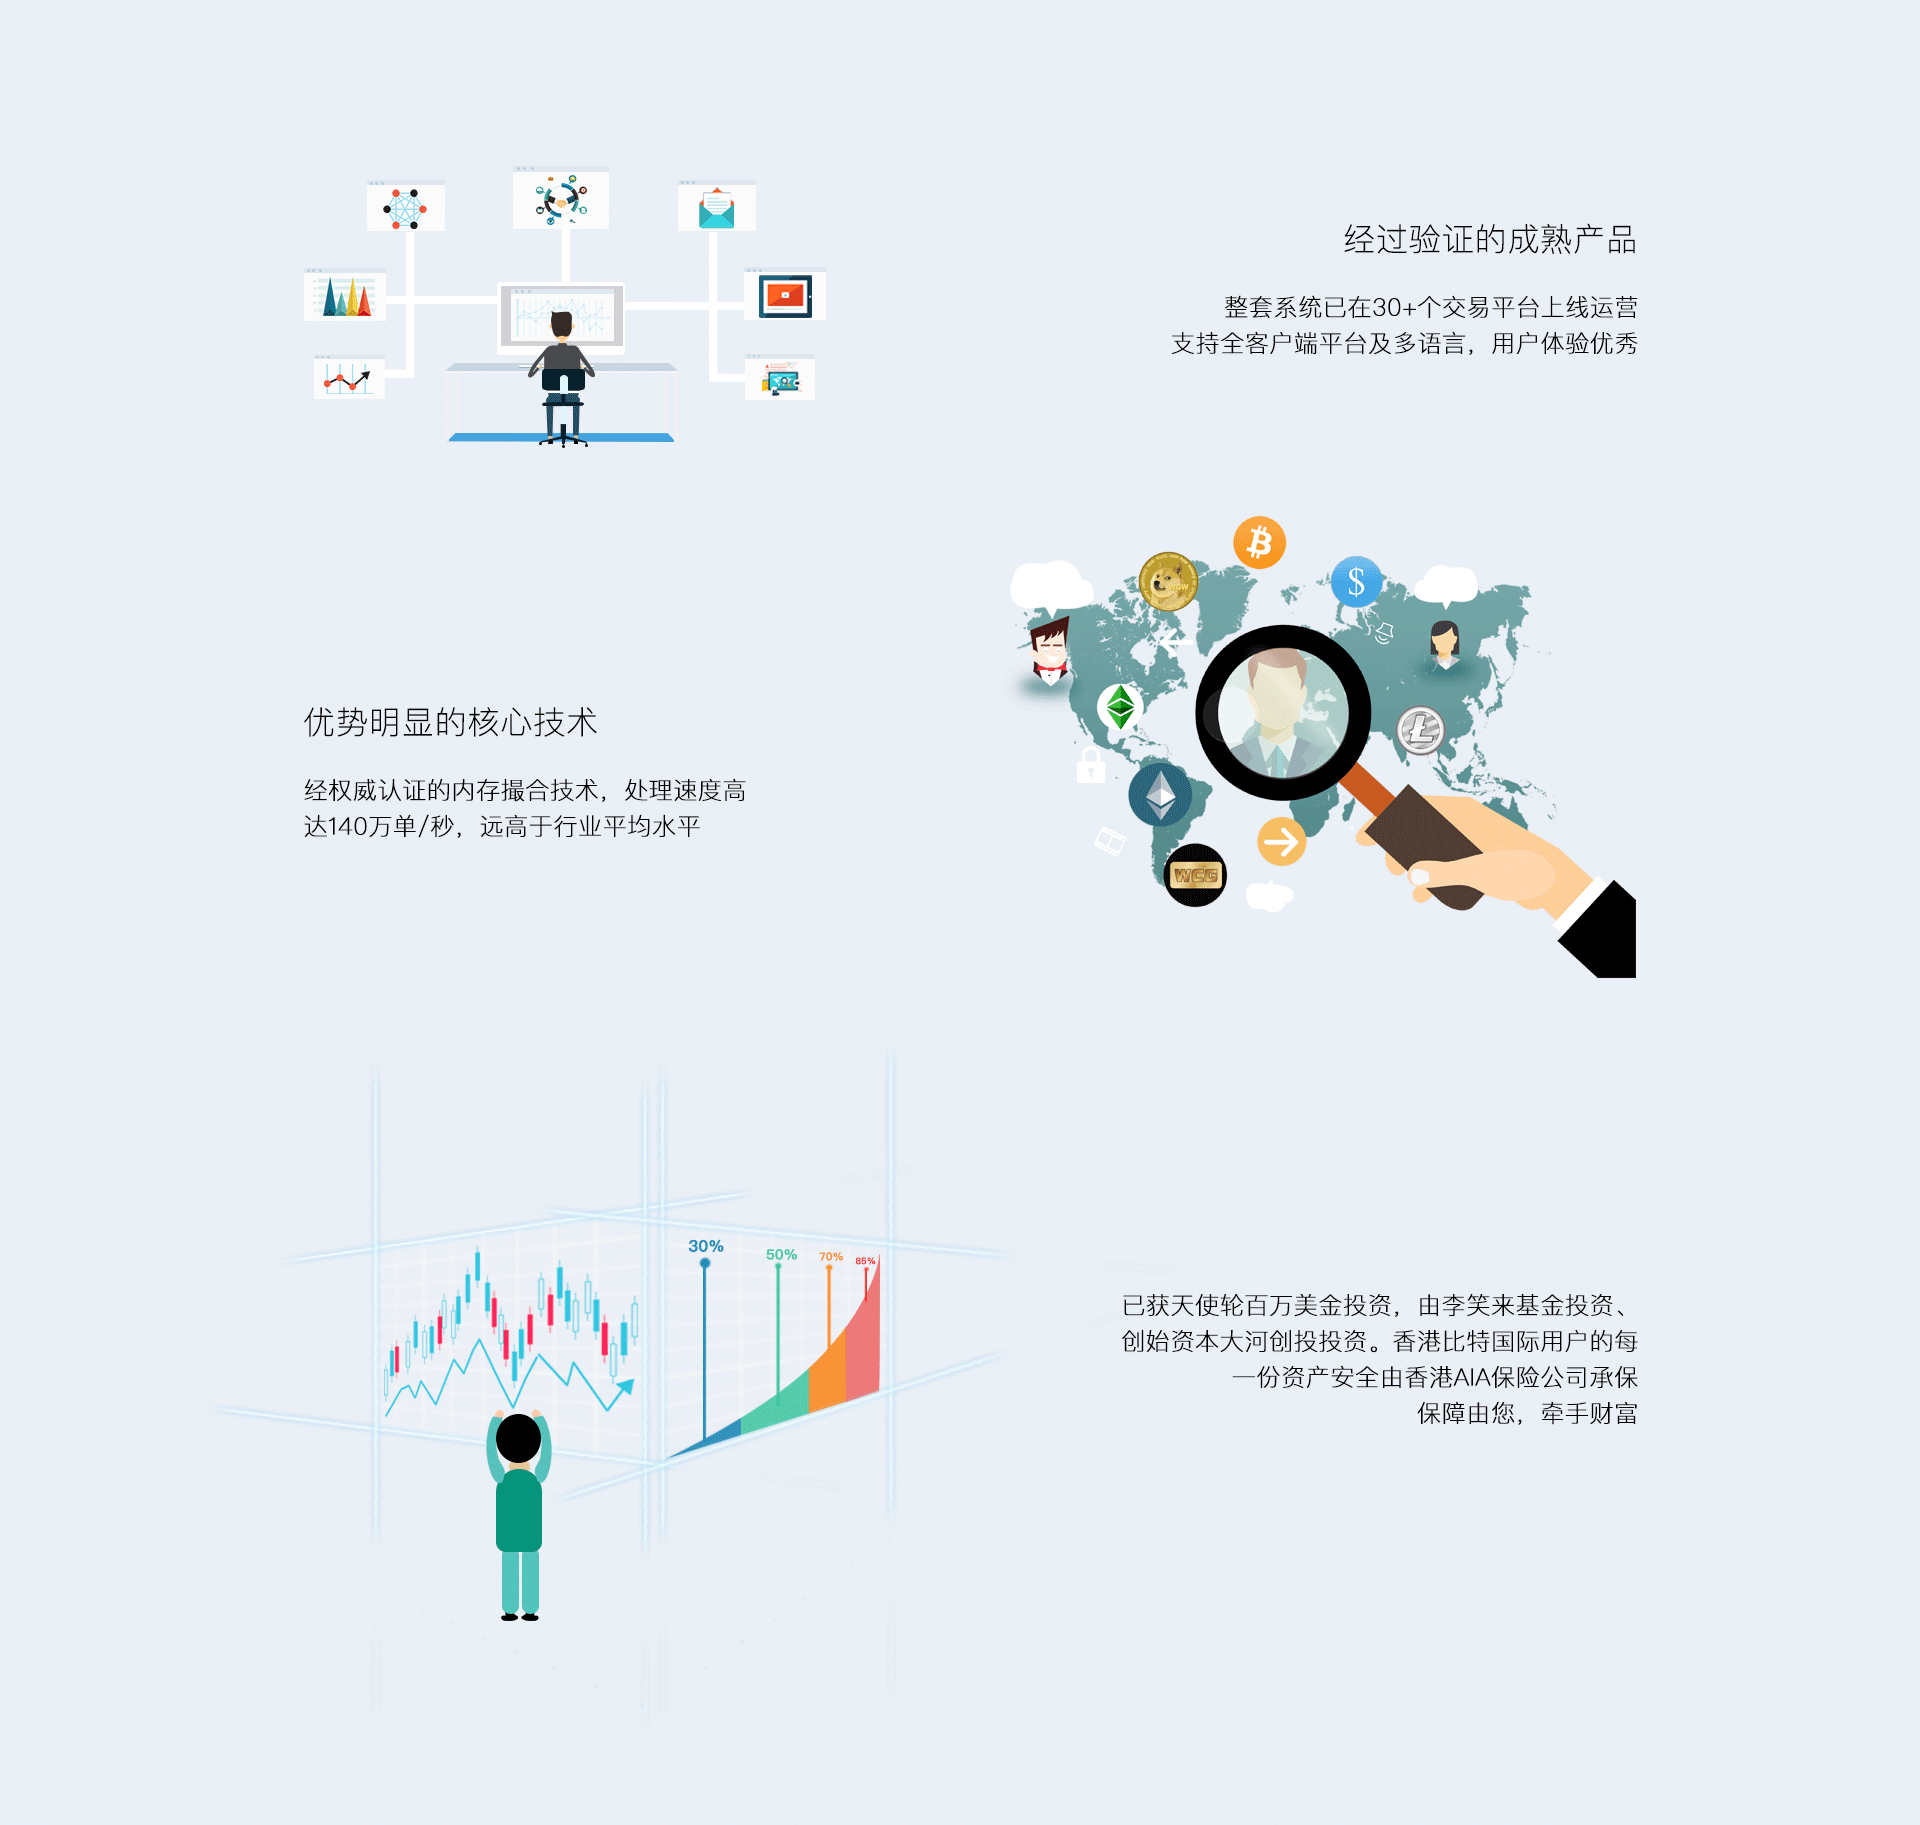 经过验证的成熟产品
整套系统已在30+个交易平台上线运营
支持全客户端平台及多语言，用户体验优秀
优势明显的核心技术
经权威认证的内存撮合技术，处理速度高
达140万单/秒，远高于行业平均水平
WCG
30%
50%
70%
85%
已获天使轮百万美金投资，由李笑来基金投资、
创始资本大河创投投资。香港比特国际用户的每
一份资产安全由香港AIA保险公司承保
保障由您，牵手财富